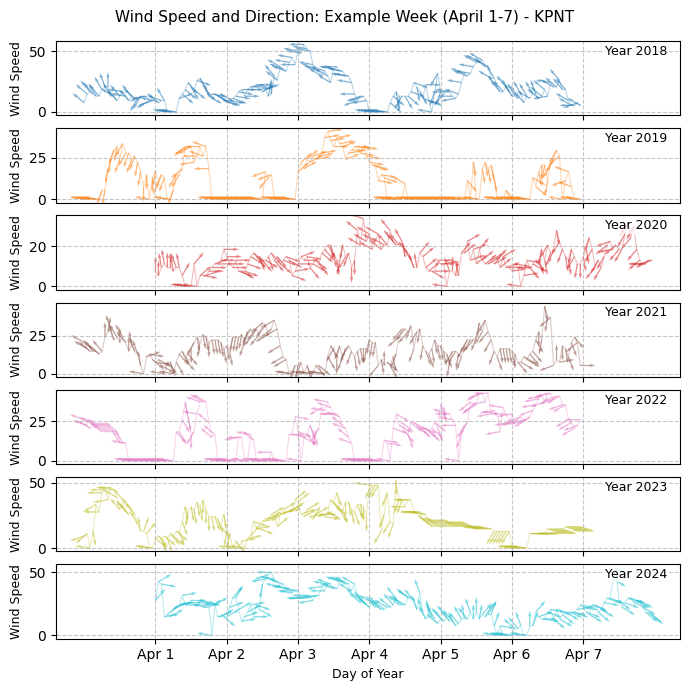 Wind Speed and Direction: Example Week (April 1-7) - KPNT
Wind Speed
50
0
Year 2018
Wind Speed
25
0
Year 2019
Wind Speed
20
0
Year 2020
Wind Speed
25
0
Year 2021
Wind Speed
25
0
Year 2022
Wind Speed
50
0
Year 2023
Wind Speed
50
0
Year 2024
Apr 1 Apr 2 Apr 3 Apr 4 Apr 5 Apr 6 Apr 7
Day of Year